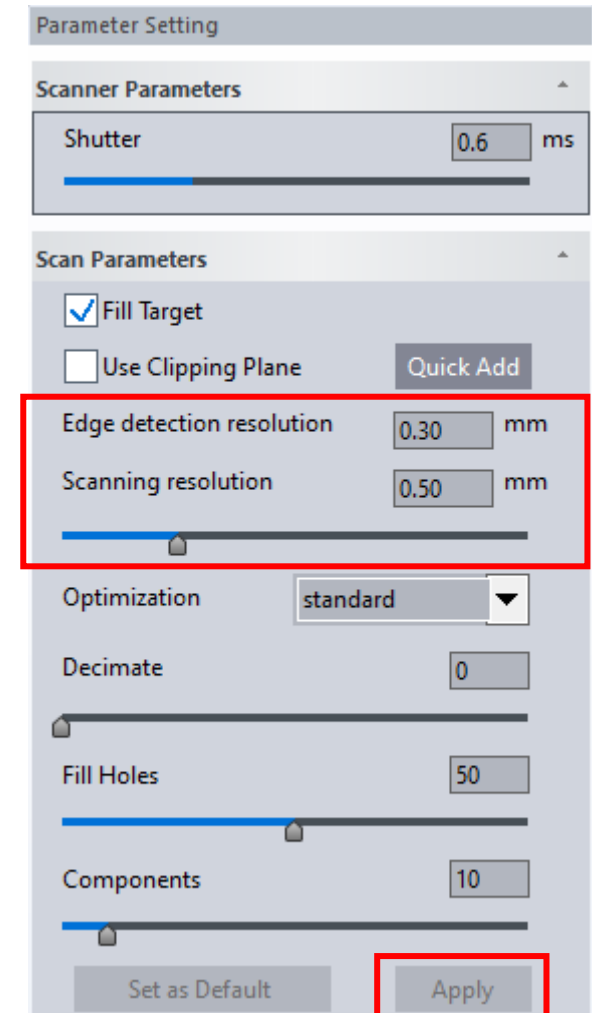 Parameter Setting
Scanner Parameters
Shutter 0.6 ms
Scan Parameters
Fill Target
Use Clipping Plane Quick Add
Edge detection resolution 0.30 mm
Scanning resolution 0.50 mm
Optimization standard
Decimate 0
Fill Holes 50
Components 10
Set as Default Apply